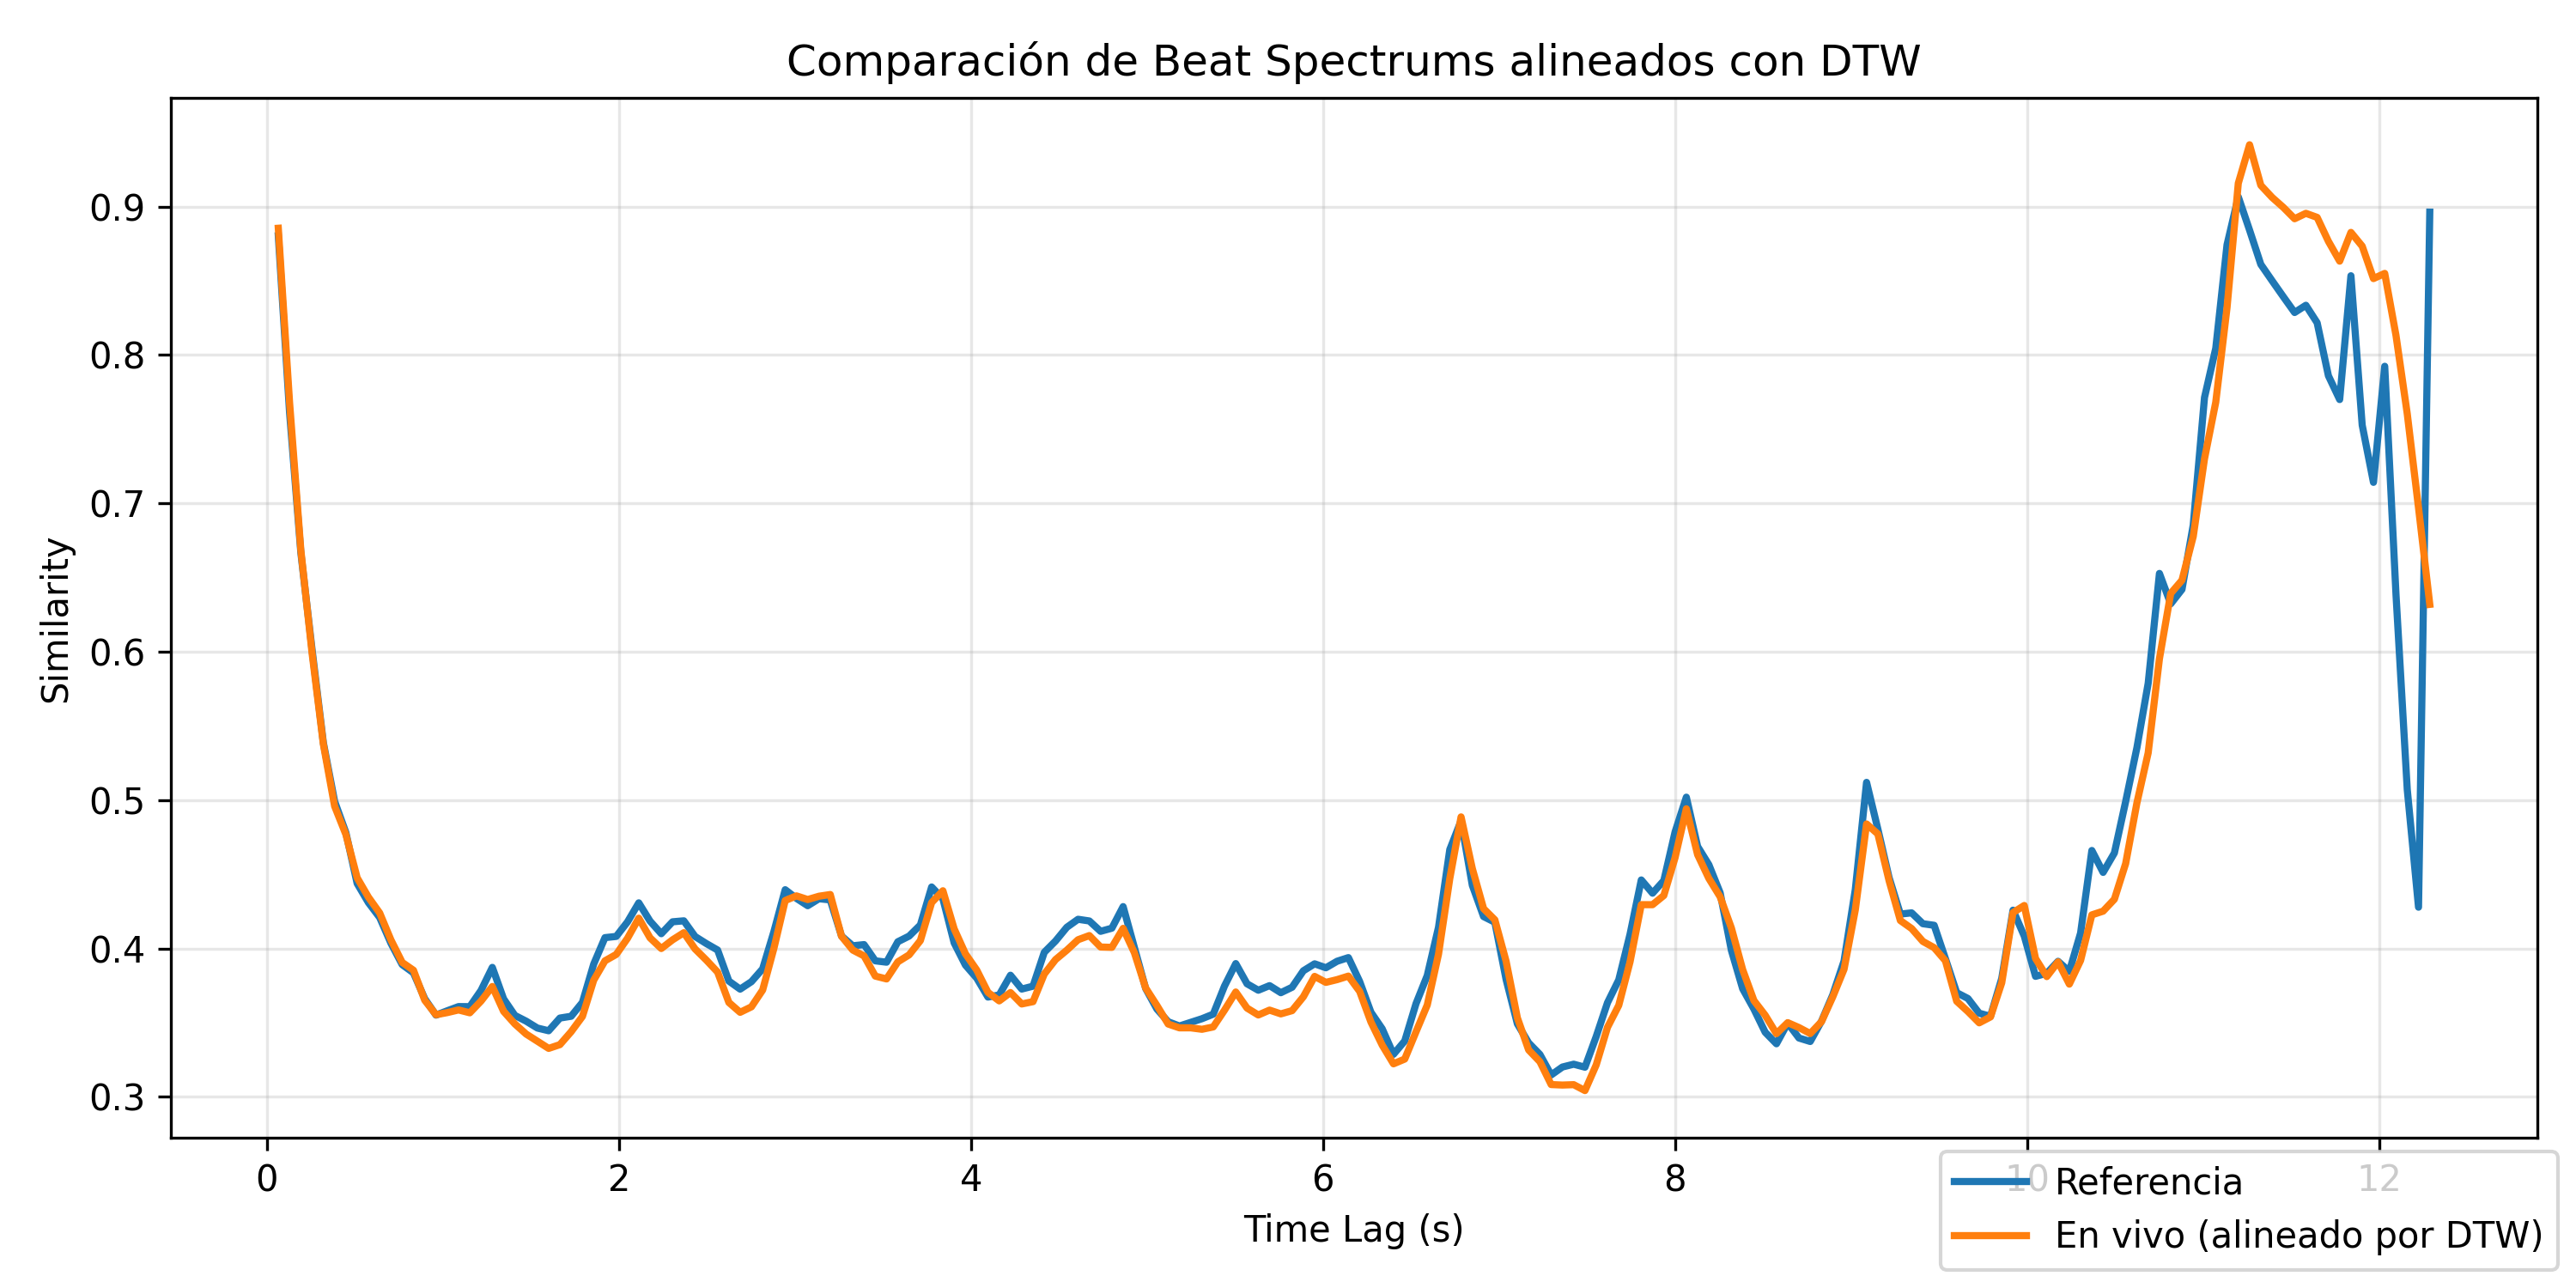 Comparación de Beat Spectrums alineados con DTW
Similarity
0.9
0.8
0.7
0.6
0.5
0.4
0.3
0 2 4 6 8 10 12
Time Lag (s)
Referencia
En vivo (alineado por DTW)